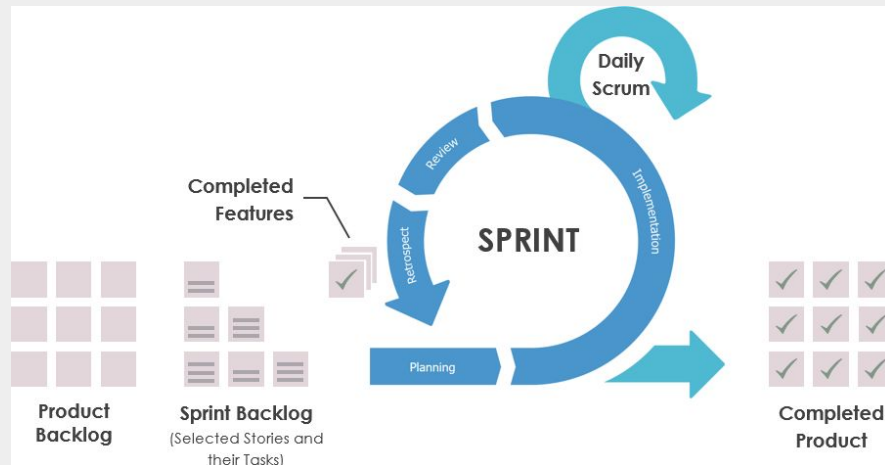 Daily
Scrum
Review
Implementation
Completed
Features
SPRINT
Retrospect
Planning
Product
Backlog
Sprint Backlog
(Selected Stories and
their Tasks)
Completed
Product